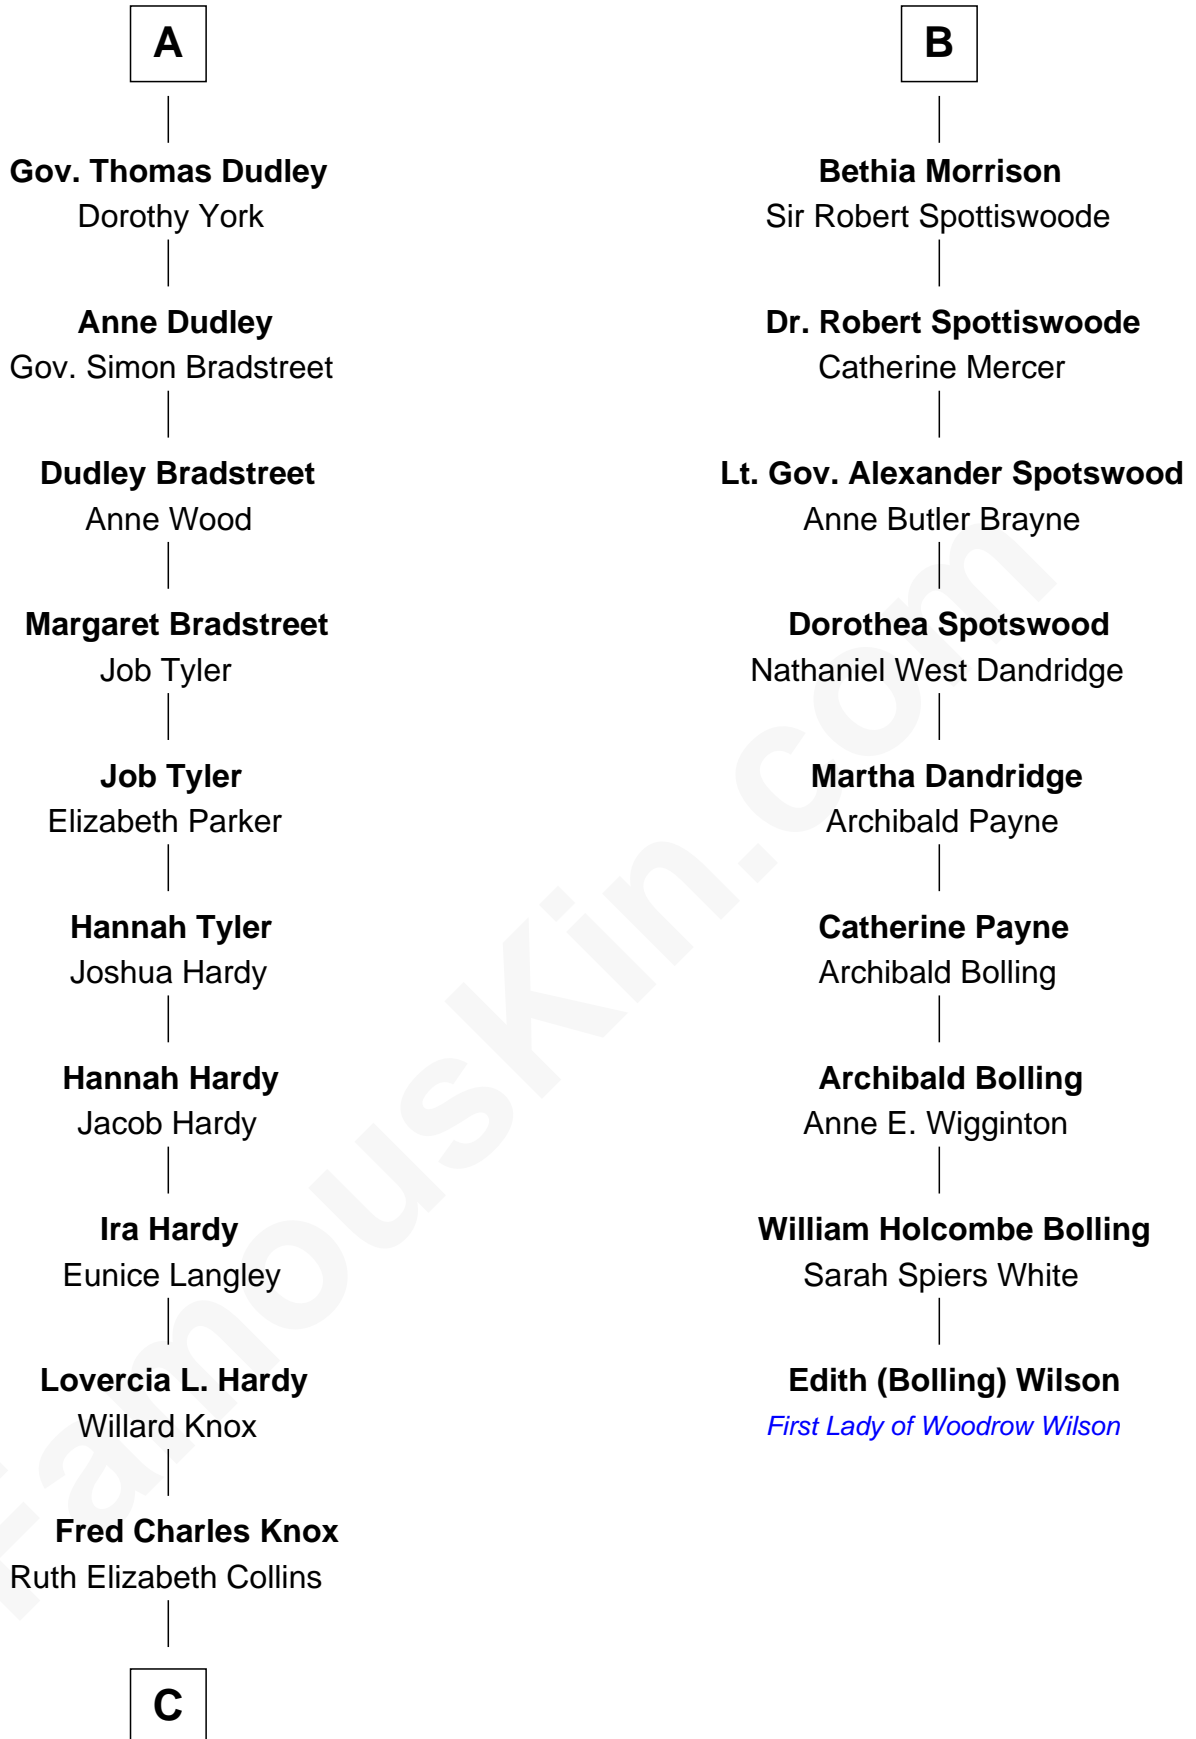 A
Gov. Thomas Dudley
Dorothy York
Anne Dudley
Gov. Simon Bradstreet
Dudley Bradstreet
Anne Wood
Margaret Bradstreet
Job Tyler
Job Tyler
Elizabeth Parker
Hannah Tyler
Joshua Hardy
Hannah Hardy
Jacob Hardy
Ira Hardy
Eunice Langley
Lovercia L. Hardy
Willard Knox
Fred Charles Knox
Ruth Elizabeth Collins
C
B
Bethia Morrison
Sir Robert Spottiswoode
Dr. Robert Spottiswoode
Catherine Mercer
Lt. Gov. Alexander Spotswood
Anne Butler Brayne
Dorothea Spotswood
Nathaniel West Dandridge
Martha Dandridge
Archibald Payne
Catherine Payne
Archibald Bolling
Archibald Bolling
Anne E. Wigginton
William Holcombe Bolling
Sarah Spiers White
Edith (Bolling) Wilson
First Lady of Woodrow Wilson
FamousKin.com